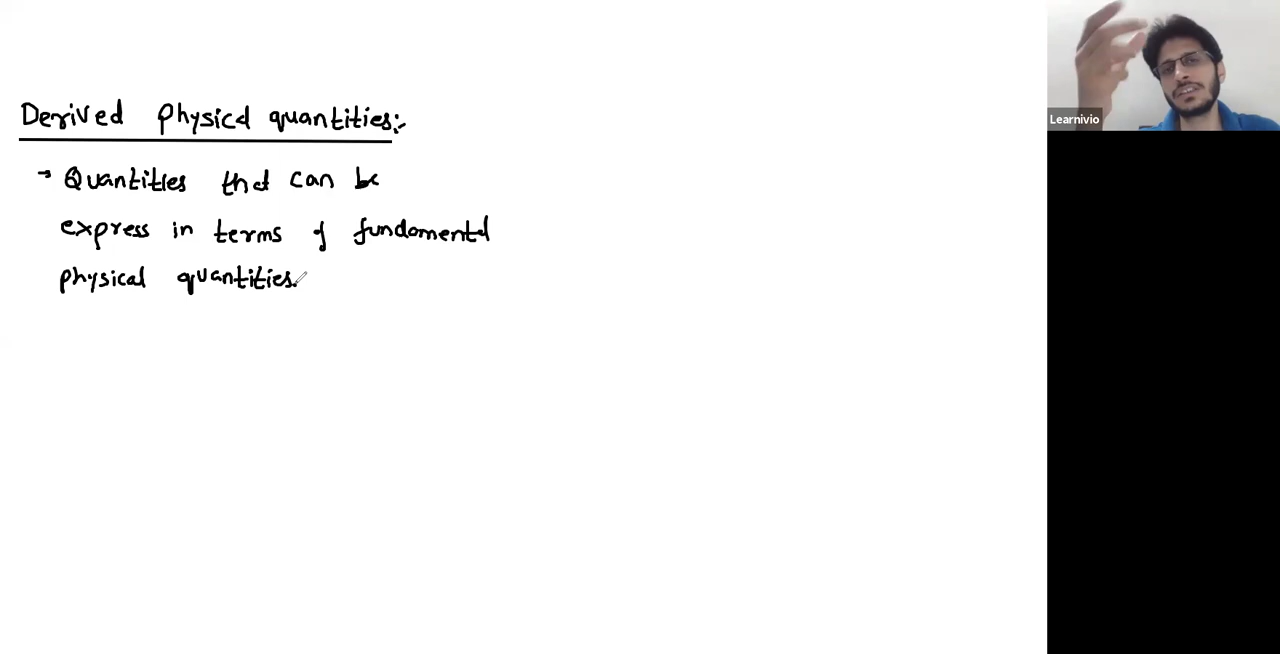 Derived Physical quantities:-
→ Quantities that can be
express in terms of fundamental
physical quantities.
Learnivio